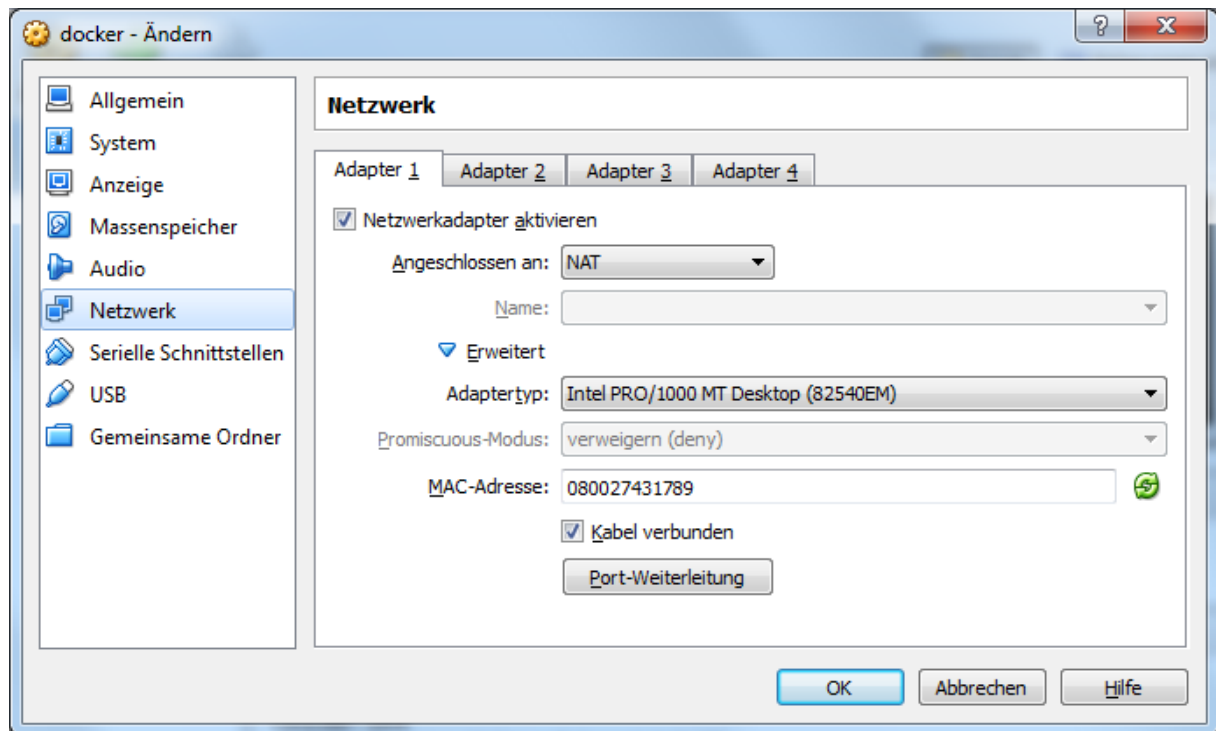 docker - Ändern
Allgemein
System
Anzeige
Massenspeicher
Audio
Netzwerk
Serielle Schnittstellen
USB
Gemeinsame Ordner
Netzwerk
Adapter 1 Adapter 2 Adapter 3 Adapter 4
Netzwerkadapter aktivieren
Angeschlossen an: NAT
Name:
Erweitert
Adaptertyp: Intel PRO/1000 MT Desktop (82540EM)
Promiscuous-Modus: verweigern (deny)
MAC-Adresse: 080027431789
Kabel verbunden
Port-Weiterleitung
OK Abbrechen Hilfe